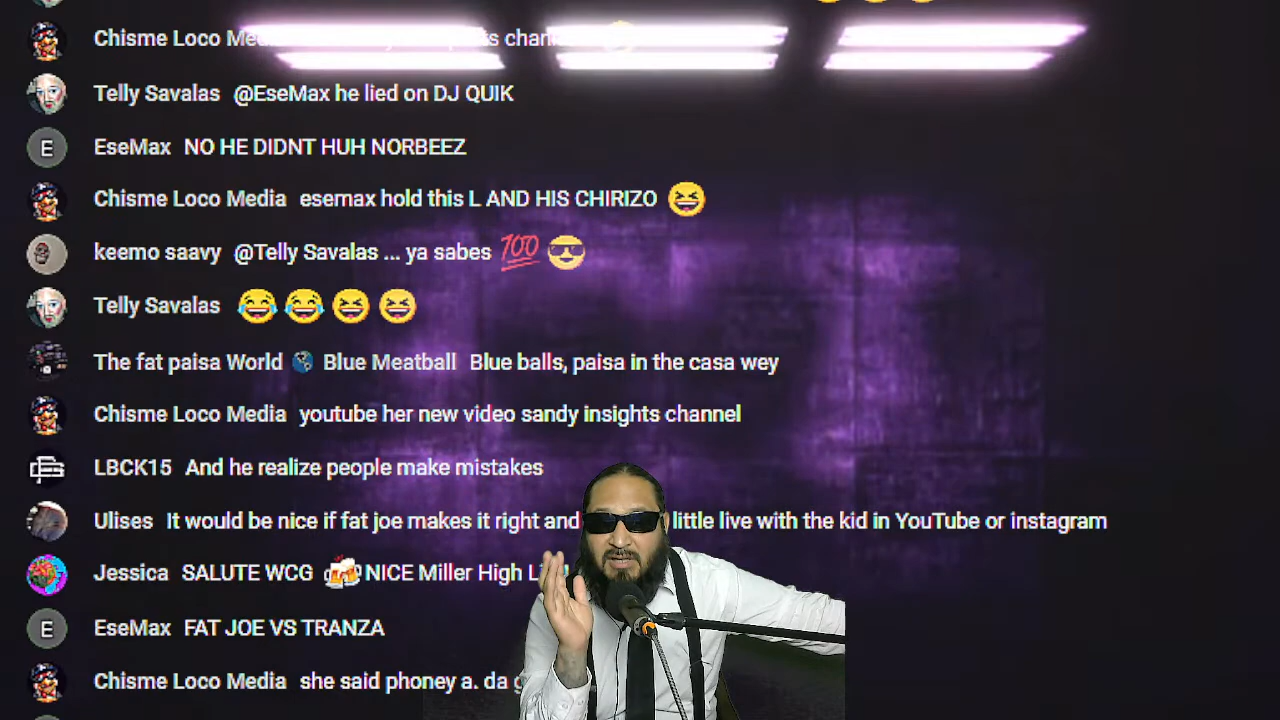 Chisme Loco Med
Telly Savalas @EseMax he lied on DJ QUIK
E EseMax NO HE DIDNT HUH NORBEEZ
Chisme Loco Media esemax hold this L AND HIS CHIRIZO 😆
keemo saavy @Telly Savalas ... ya sabes 💯 😎
Telly Savalas 😂 😂 😆 😆
The fat paisa World 🌎 Blue Meatball Blue balls, paisa in the casa wey
Chisme Loco Media youtube her new video sandy insights channel
LBCK15 And he realize people make mistakes
Ulises It would be nice if fat joe makes it right and little live with the kid in YouTube or instagram
Jessica SALUTE WCG 🍻 NICE Miller High
E EseMax FAT JOE VS TRANZA
Chisme Loco Media she said phoney a. da